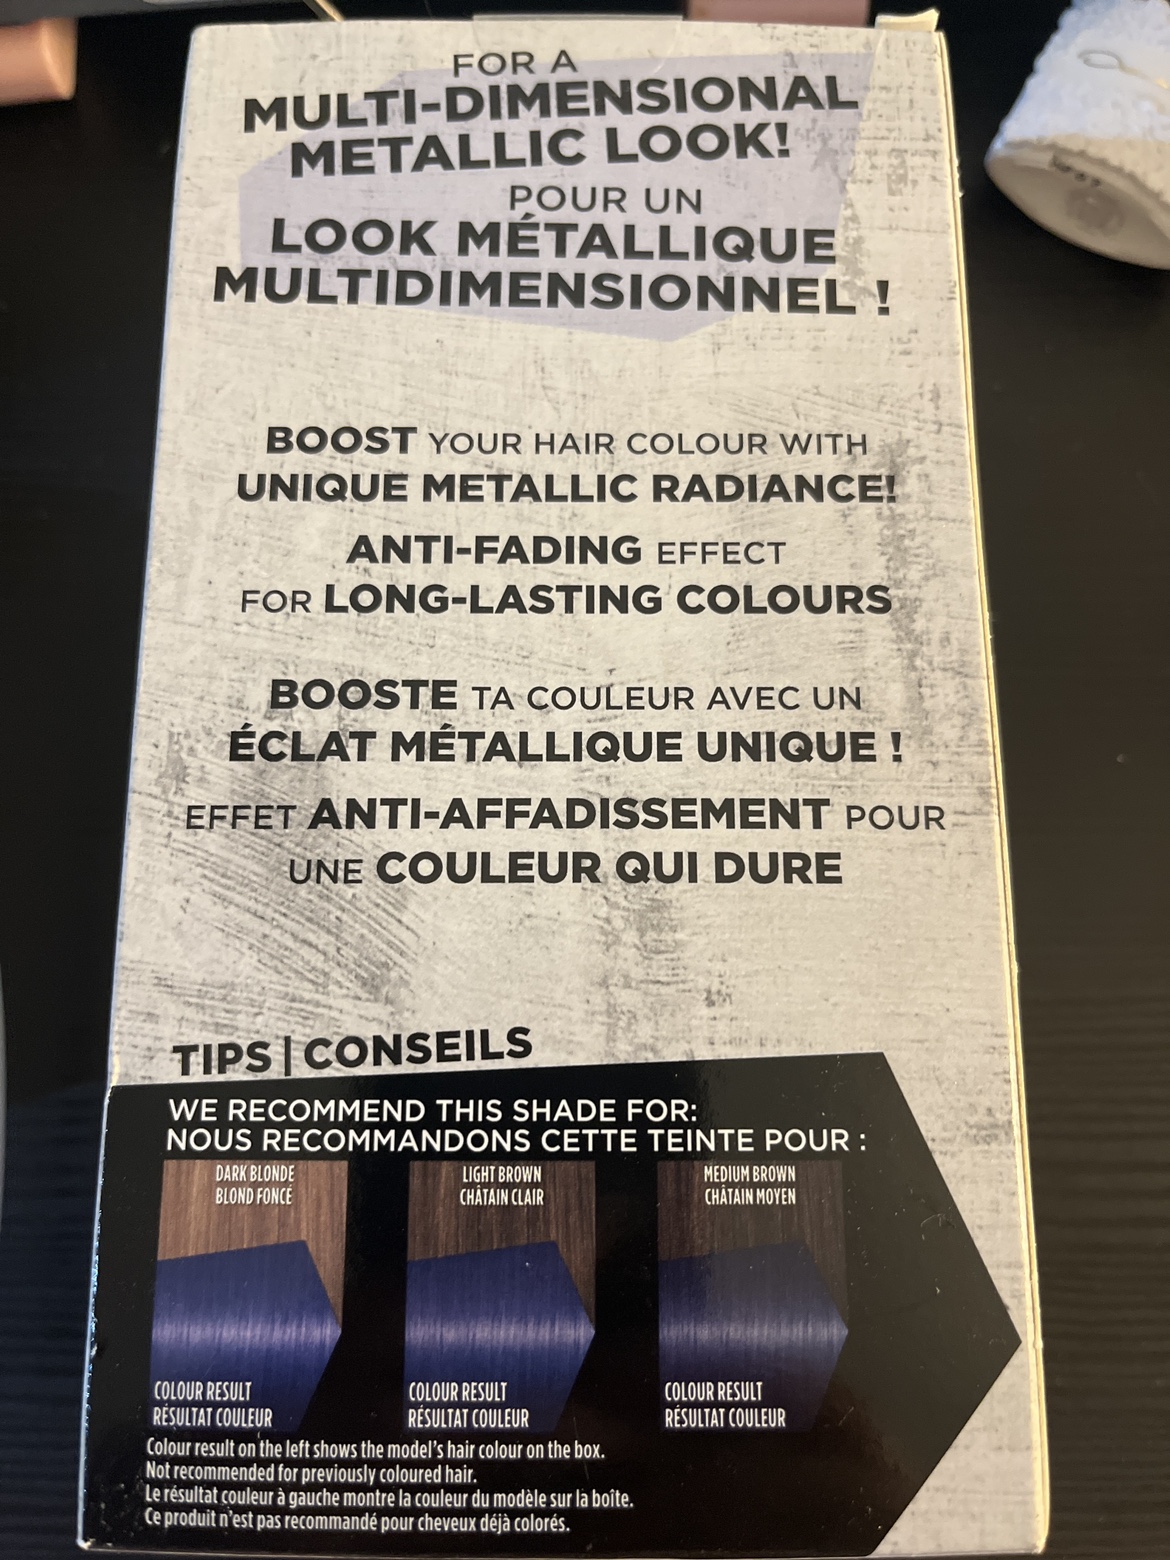 FOR A
MULTI-DIMENSIONAL
METALLIC LOOK!
POUR UN
LOOK MÉTALLIQUE
MULTIDIMENSIONNEL !
BOOST YOUR HAIR COLOUR WITH
UNIQUE METALLIC RADIANCE!
ANTI-FADING EFFECT
FOR LONG-LASTING COLOURS
BOOSTE TA COULEUR AVEC UN
ÉCLAT MÉTALLIQUE UNIQUE !
EFFET ANTI-AFFADISSEMENT POUR
UNE COULEUR QUI DURE
TIPS | CONSEILS
WE RECOMMEND THIS SHADE FOR:
NOUS RECOMMANDONS CETTE TEINTE POUR :
DARK BLONDE
BLOND FONCÉ
LIGHT BROWN
CHÂTAIN CLAIR
MEDIUM BROWN
CHÂTAIN MOYEN
COLOUR RESULT
RÉSULTAT COULEUR
COLOUR RESULT
RÉSULTAT COULEUR
COLOUR RESULT
RÉSULTAT COULEUR
Colour result on the left shows the model's hair colour on the box.
Not recommended for previously coloured hair.
Le résultat couleur à gauche montre la couleur du modèle sur la boîte.
Ce produit n'est pas recommandé pour cheveux déjà colorés.